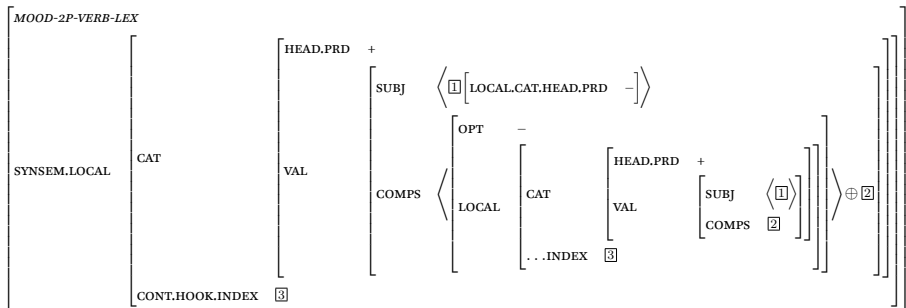 MOOD-2P-VERB-LEX
HEAD.PRD +
SUBJ ⟨ 1 [ LOCAL.CAT.HEAD.PRD − ] ⟩
OPT −
CAT
HEAD.PRD +
SYNSEM.LOCAL
VAL
COMPS
LOCAL
CAT
VAL
SUBJ ⟨ 1 ⟩
⊕ 2
COMPS 2
...INDEX 3
CONT.HOOK.INDEX 3